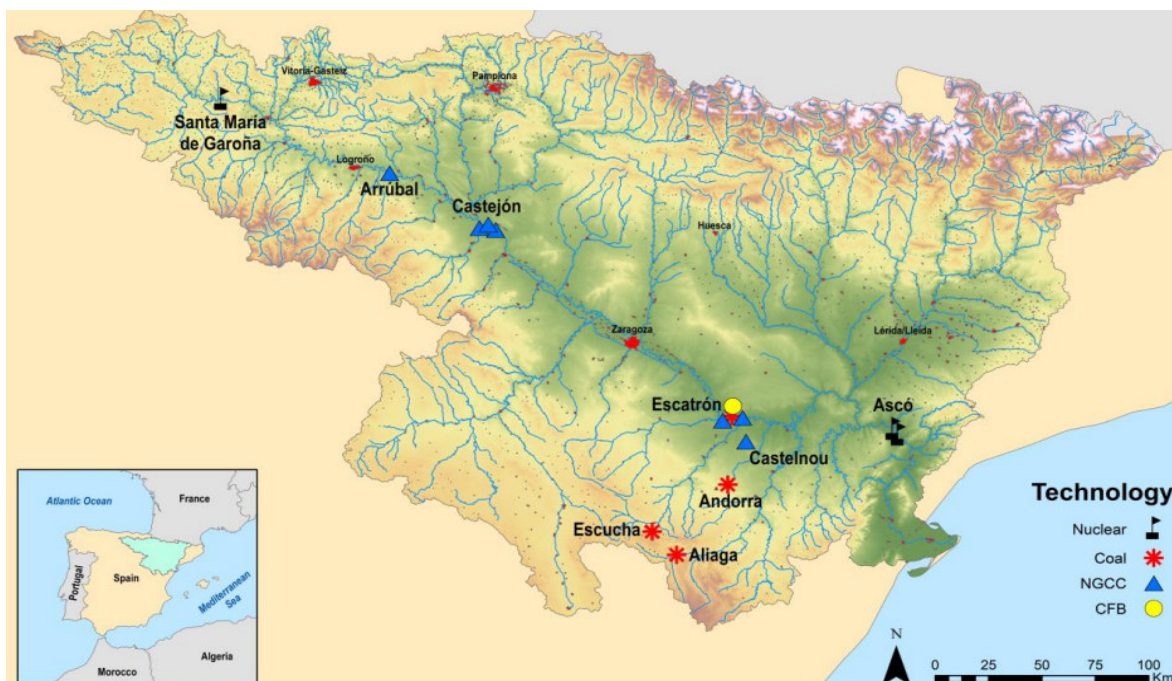 Vitoria-Gasteiz
Pamplona
Santa María
de Garoña
Logroño
Arrúbal
Castejón
Huesca
Zaragoza
Lérida/Lleida
Escatrón
Ascó
Castelnou
Andorra
Escucha
Aliaga
Atlantic Ocean
France
Portugal
Spain
Mediterranean
Sea
Morocco
Algeria
Technology
Nuclear
Coal
NGCC
CFB
N
0 25 50 75 100
Km